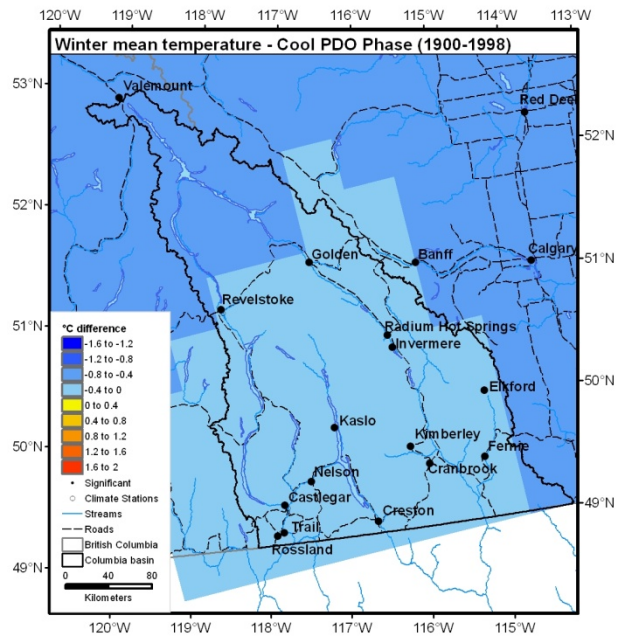 120°W 119°W 118°W 117°W 116°W 115°W 114°W 113°W
Winter mean temperature - Cool PDO Phase (1900-1998)
53°N
Valemount
Red Deer
52°N
52°N
Golden
Banff
Calgary
51°N
Revelstoke
51°N
Radium Hot Springs
Invermere
Elkford
50°N
Kaslo
50°N
Kimberley
Fernie
Cranbrook
Nelson
Castlegar
Creston
49°N
Trail
Rossland
49°N
°C difference
-1.6 to -1.2
-1.2 to -0.8
-0.8 to -0.4
-0.4 to 0
0 to 0.4
0.4 to 0.8
0.8 to 1.2
1.2 to 1.6
1.6 to 2
Significant
Climate Stations
Streams
Roads
British Columbia
Columbia basin
0 40 80
Kilometers
120°W 119°W 118°W 117°W 116°W 115°W 114°W